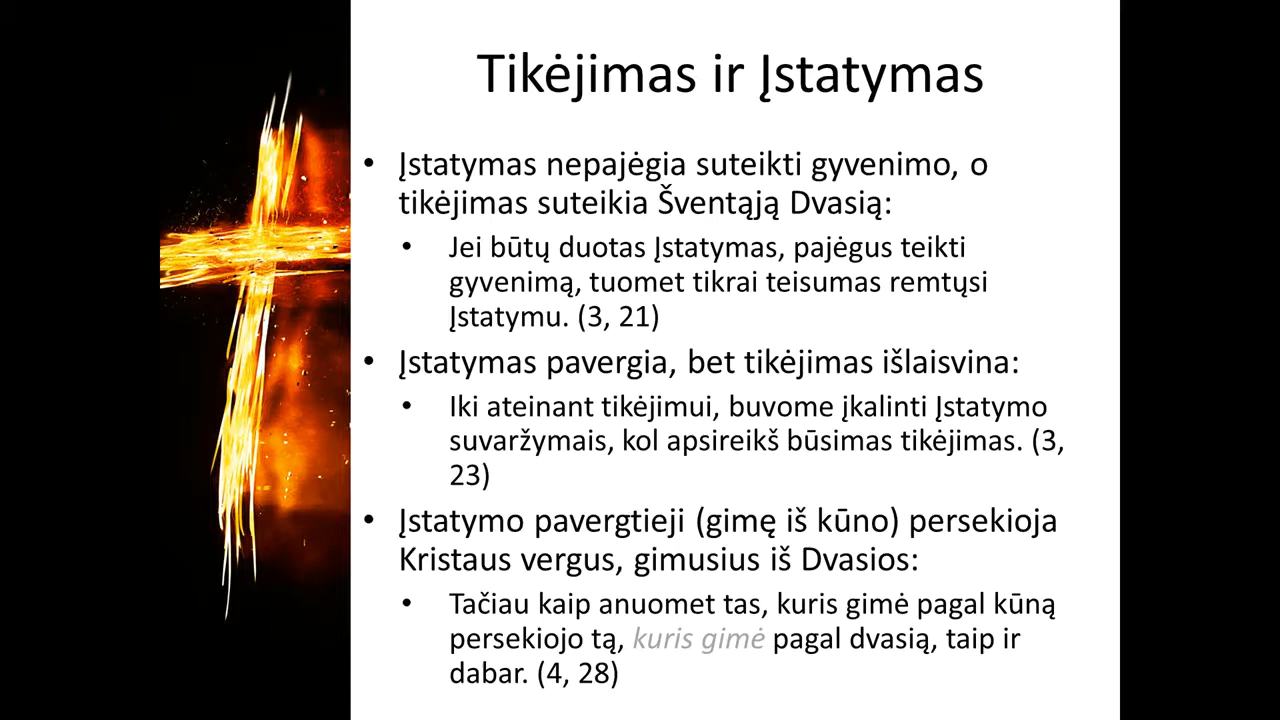 Tikėjimas ir Įstatymas
• Įstatymas nepajėgia suteikti gyvenimo, o
tikėjimas suteikia Šventąją Dvasią:
• Jei būtų duotas Įstatymas, pajėgus teikti
gyvenimą, tuomet tikrai teisumas remtųsi
Įstatymu. (3, 21)
• Įstatymas pavergia, bet tikėjimas išlaisvina:
• Iki ateinant tikėjimui, buvome įkalinti Įstatymo
suvaržymais, kol apsireikš būsimas tikėjimas. (3,
23)
• Įstatymo pavergtieji (gimę iš kūno) persekioja
Kristaus vergus, gimusius iš Dvasios:
• Tačiau kaip anuomet tas, kuris gimė pagal kūną
persekiojo tą, kuris gimė pagal dvasią, taip ir
dabar. (4, 28)